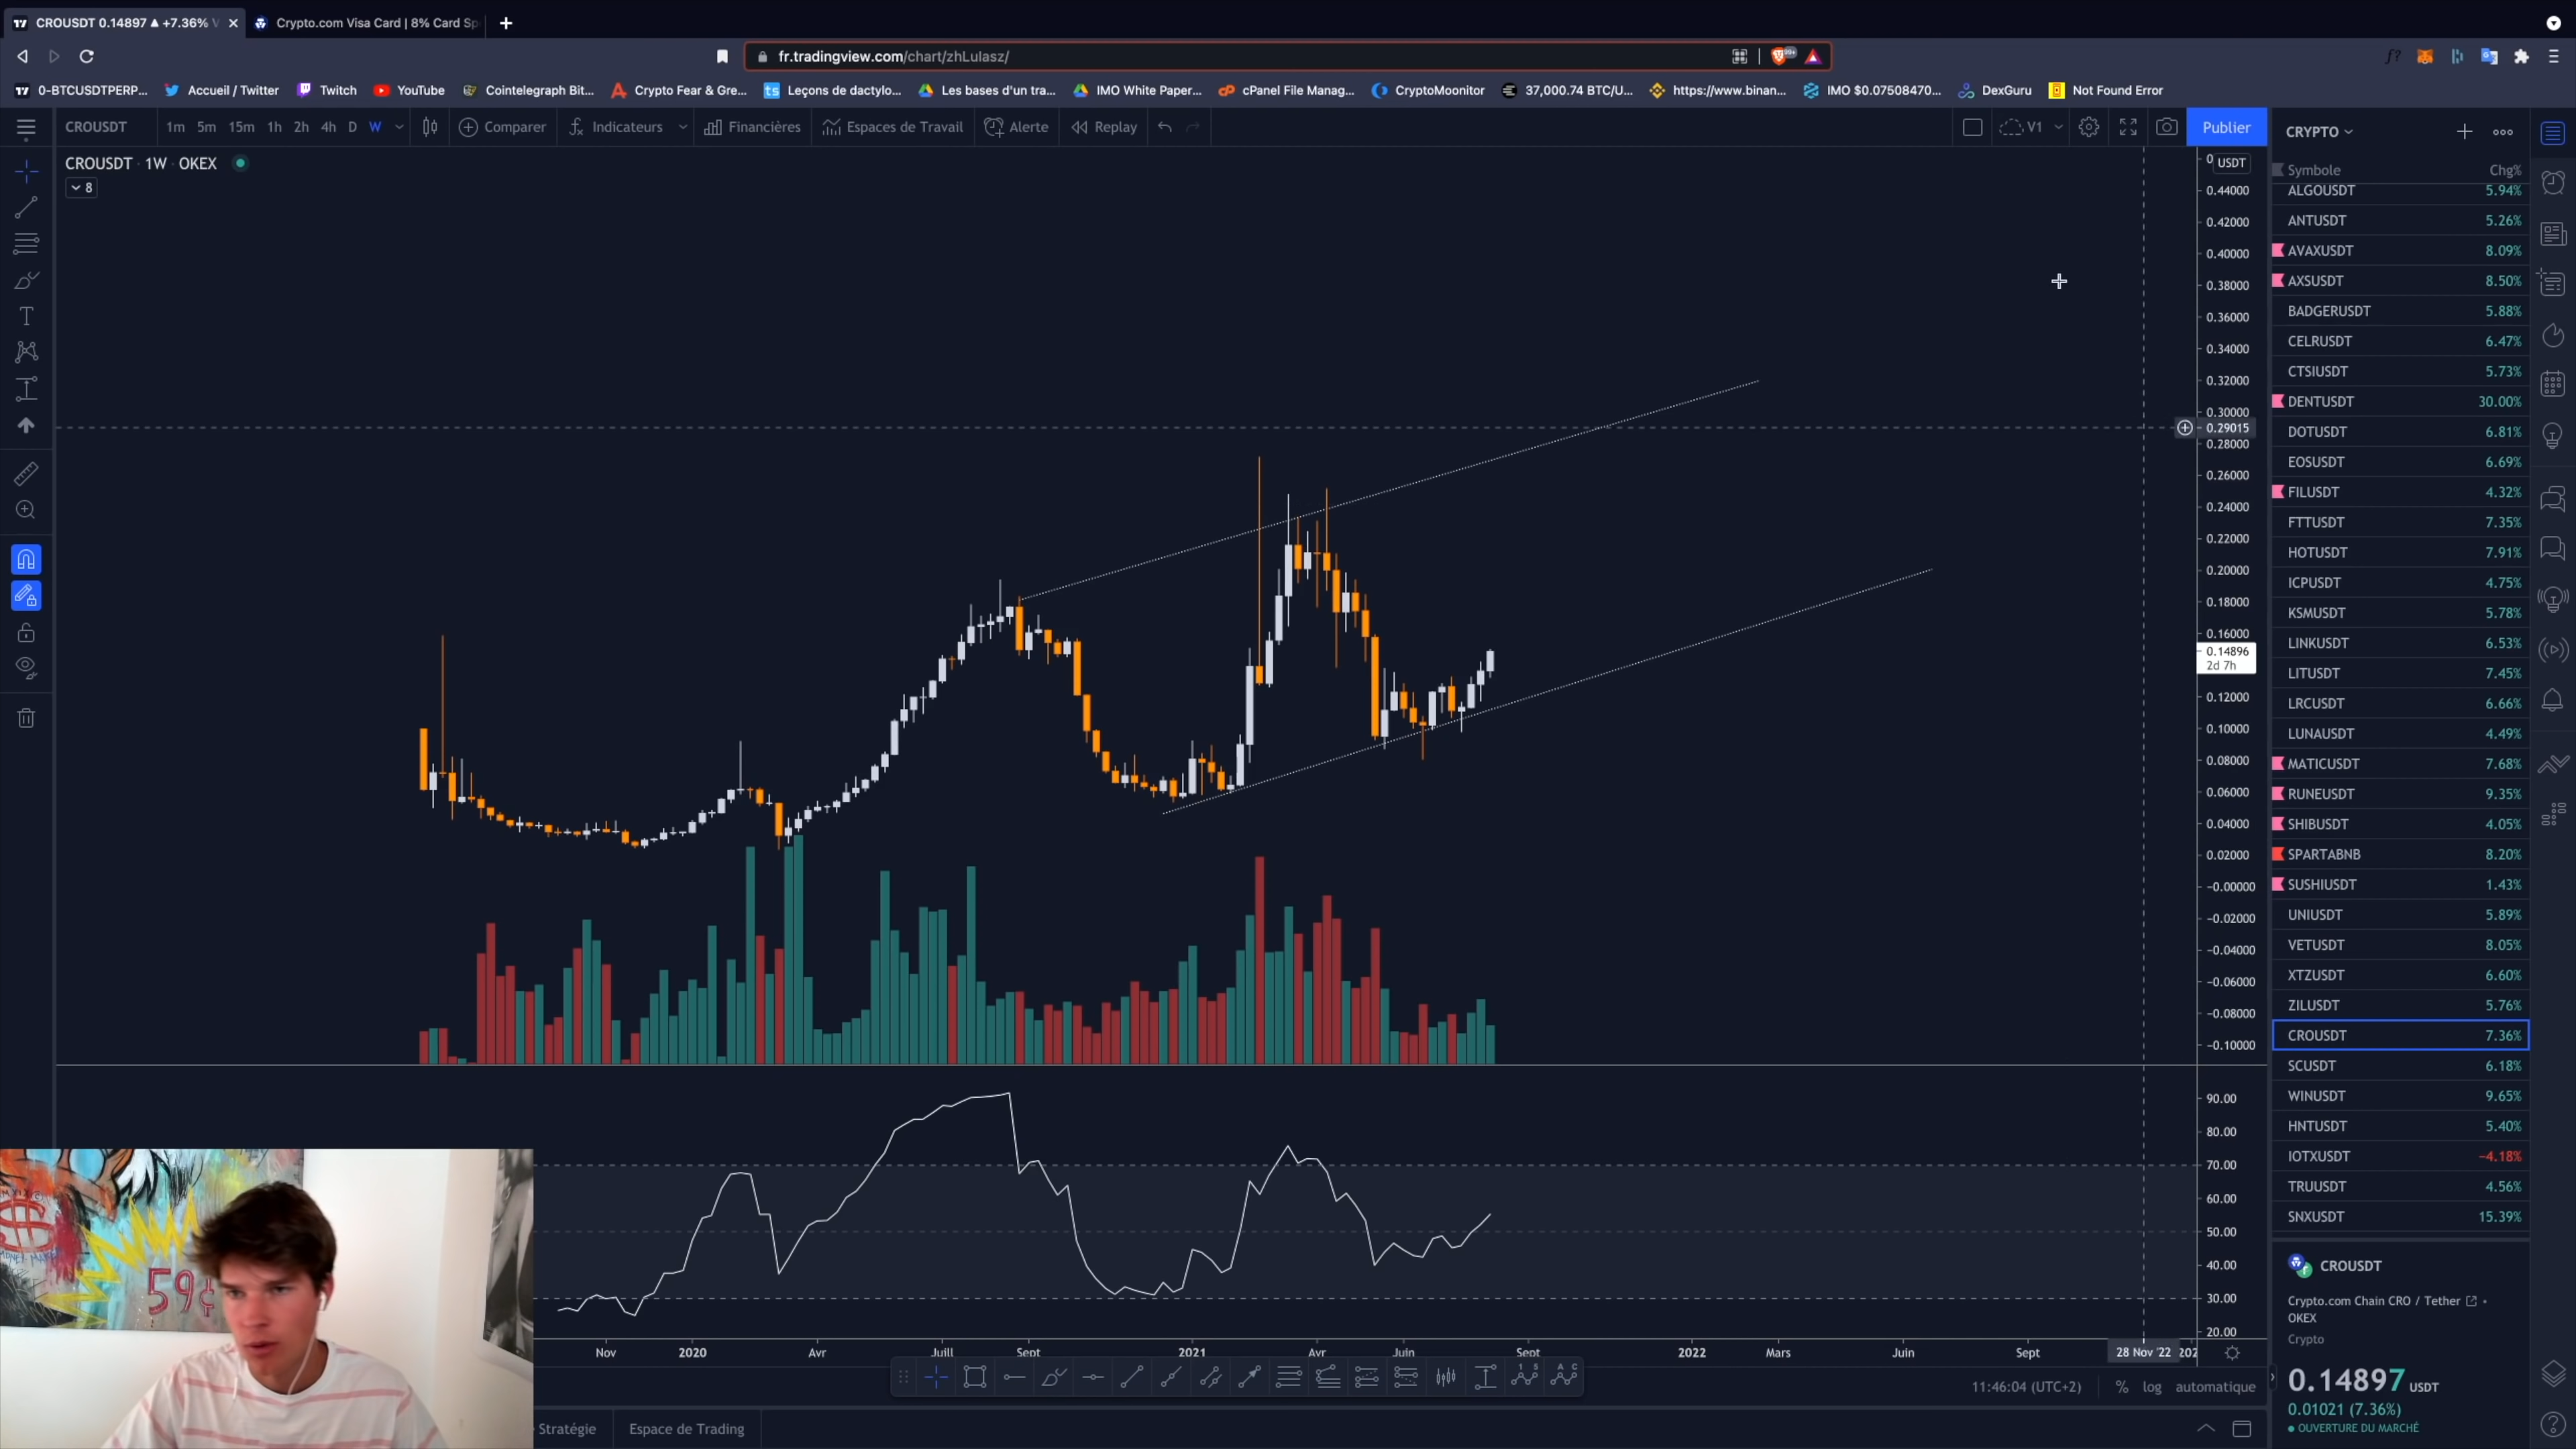 CROUSDT 0.14897 ▲ +7.36% V
Crypto.com Visa Card | 8% Card Sp
fr.tradingview.com/chart/zhLulasz/
99+
0-BTCUSDTPERP... Accueil / Twitter Twitch YouTube Cointelegraph Bit... Crypto Fear & Gre... Leçons de dactylo... Les bases d'un tra... IMO White Paper... cPanel File Manag... CryptoMoonitor 37,000.74 BTC/U... https://www.binan... IMO $0.07508470... DexGuru Not Found Error
CROUSDT 1m 5m 15m 1h 2h 4h D W Comparer Indicateurs Financières Espaces de Travail Alerte Replay V1 Publier
CROUSDT · 1W · OKEX
8
USDT
0.44000
0.42000
0.40000
0.38000
0.36000
0.34000
0.32000
0.30000
0.29015
0.28000
0.26000
0.24000
0.22000
0.20000
0.18000
0.16000
0.14896
2d 7h
0.12000
0.10000
0.08000
0.06000
0.04000
0.02000
-0.00000
-0.02000
-0.04000
-0.06000
-0.08000
-0.10000
90.00
80.00
70.00
60.00
50.00
40.00
30.00
20.00
Nov 2020 Avr Juill Sept 2021 Avr Juin Sept 2022 Mars Juin Sept 28 Nov '22 202
11:46:04 (UTC+2) % log automatique
Stratégie Espace de Trading
59¢
CRYPTO
Symbole Chg%
ALGOUSDT 5.94%
ANTUSDT 5.26%
AVAXUSDT 8.09%
AXSUSDT 8.50%
BADGERUSDT 5.88%
CELRUSDT 6.47%
CTSIUSDT 5.73%
DENTUSDT 30.00%
DOTUSDT 6.81%
EOSUSDT 6.69%
FILUSDT 4.32%
FTTUSDT 7.35%
HOTUSDT 7.91%
ICPUSDT 4.75%
KSMUSDT 5.78%
LINKUSDT 6.53%
LITUSDT 7.45%
LRCUSDT 6.66%
LUNAUSDT 4.49%
MATICUSDT 7.68%
RUNEUSDT 9.35%
SHIBUSDT 4.05%
SPARTABNB 8.20%
SUSHIUSDT 1.43%
UNIUSDT 5.89%
VETUSDT 8.05%
XTZUSDT 6.60%
ZILUSDT 5.76%
CROUSDT 7.36%
SCUSDT 6.18%
WINUSDT 9.65%
HNTUSDT 5.40%
IOTXUSDT −4.18%
TRUUSDT 4.56%
SNXUSDT 15.39%
CROUSDT
Crypto.com Chain CRO / Tether •
OKEX
Crypto
0.14897 USDT
0.01021 (7.36%)
OUVERTURE DU MARCHÉ